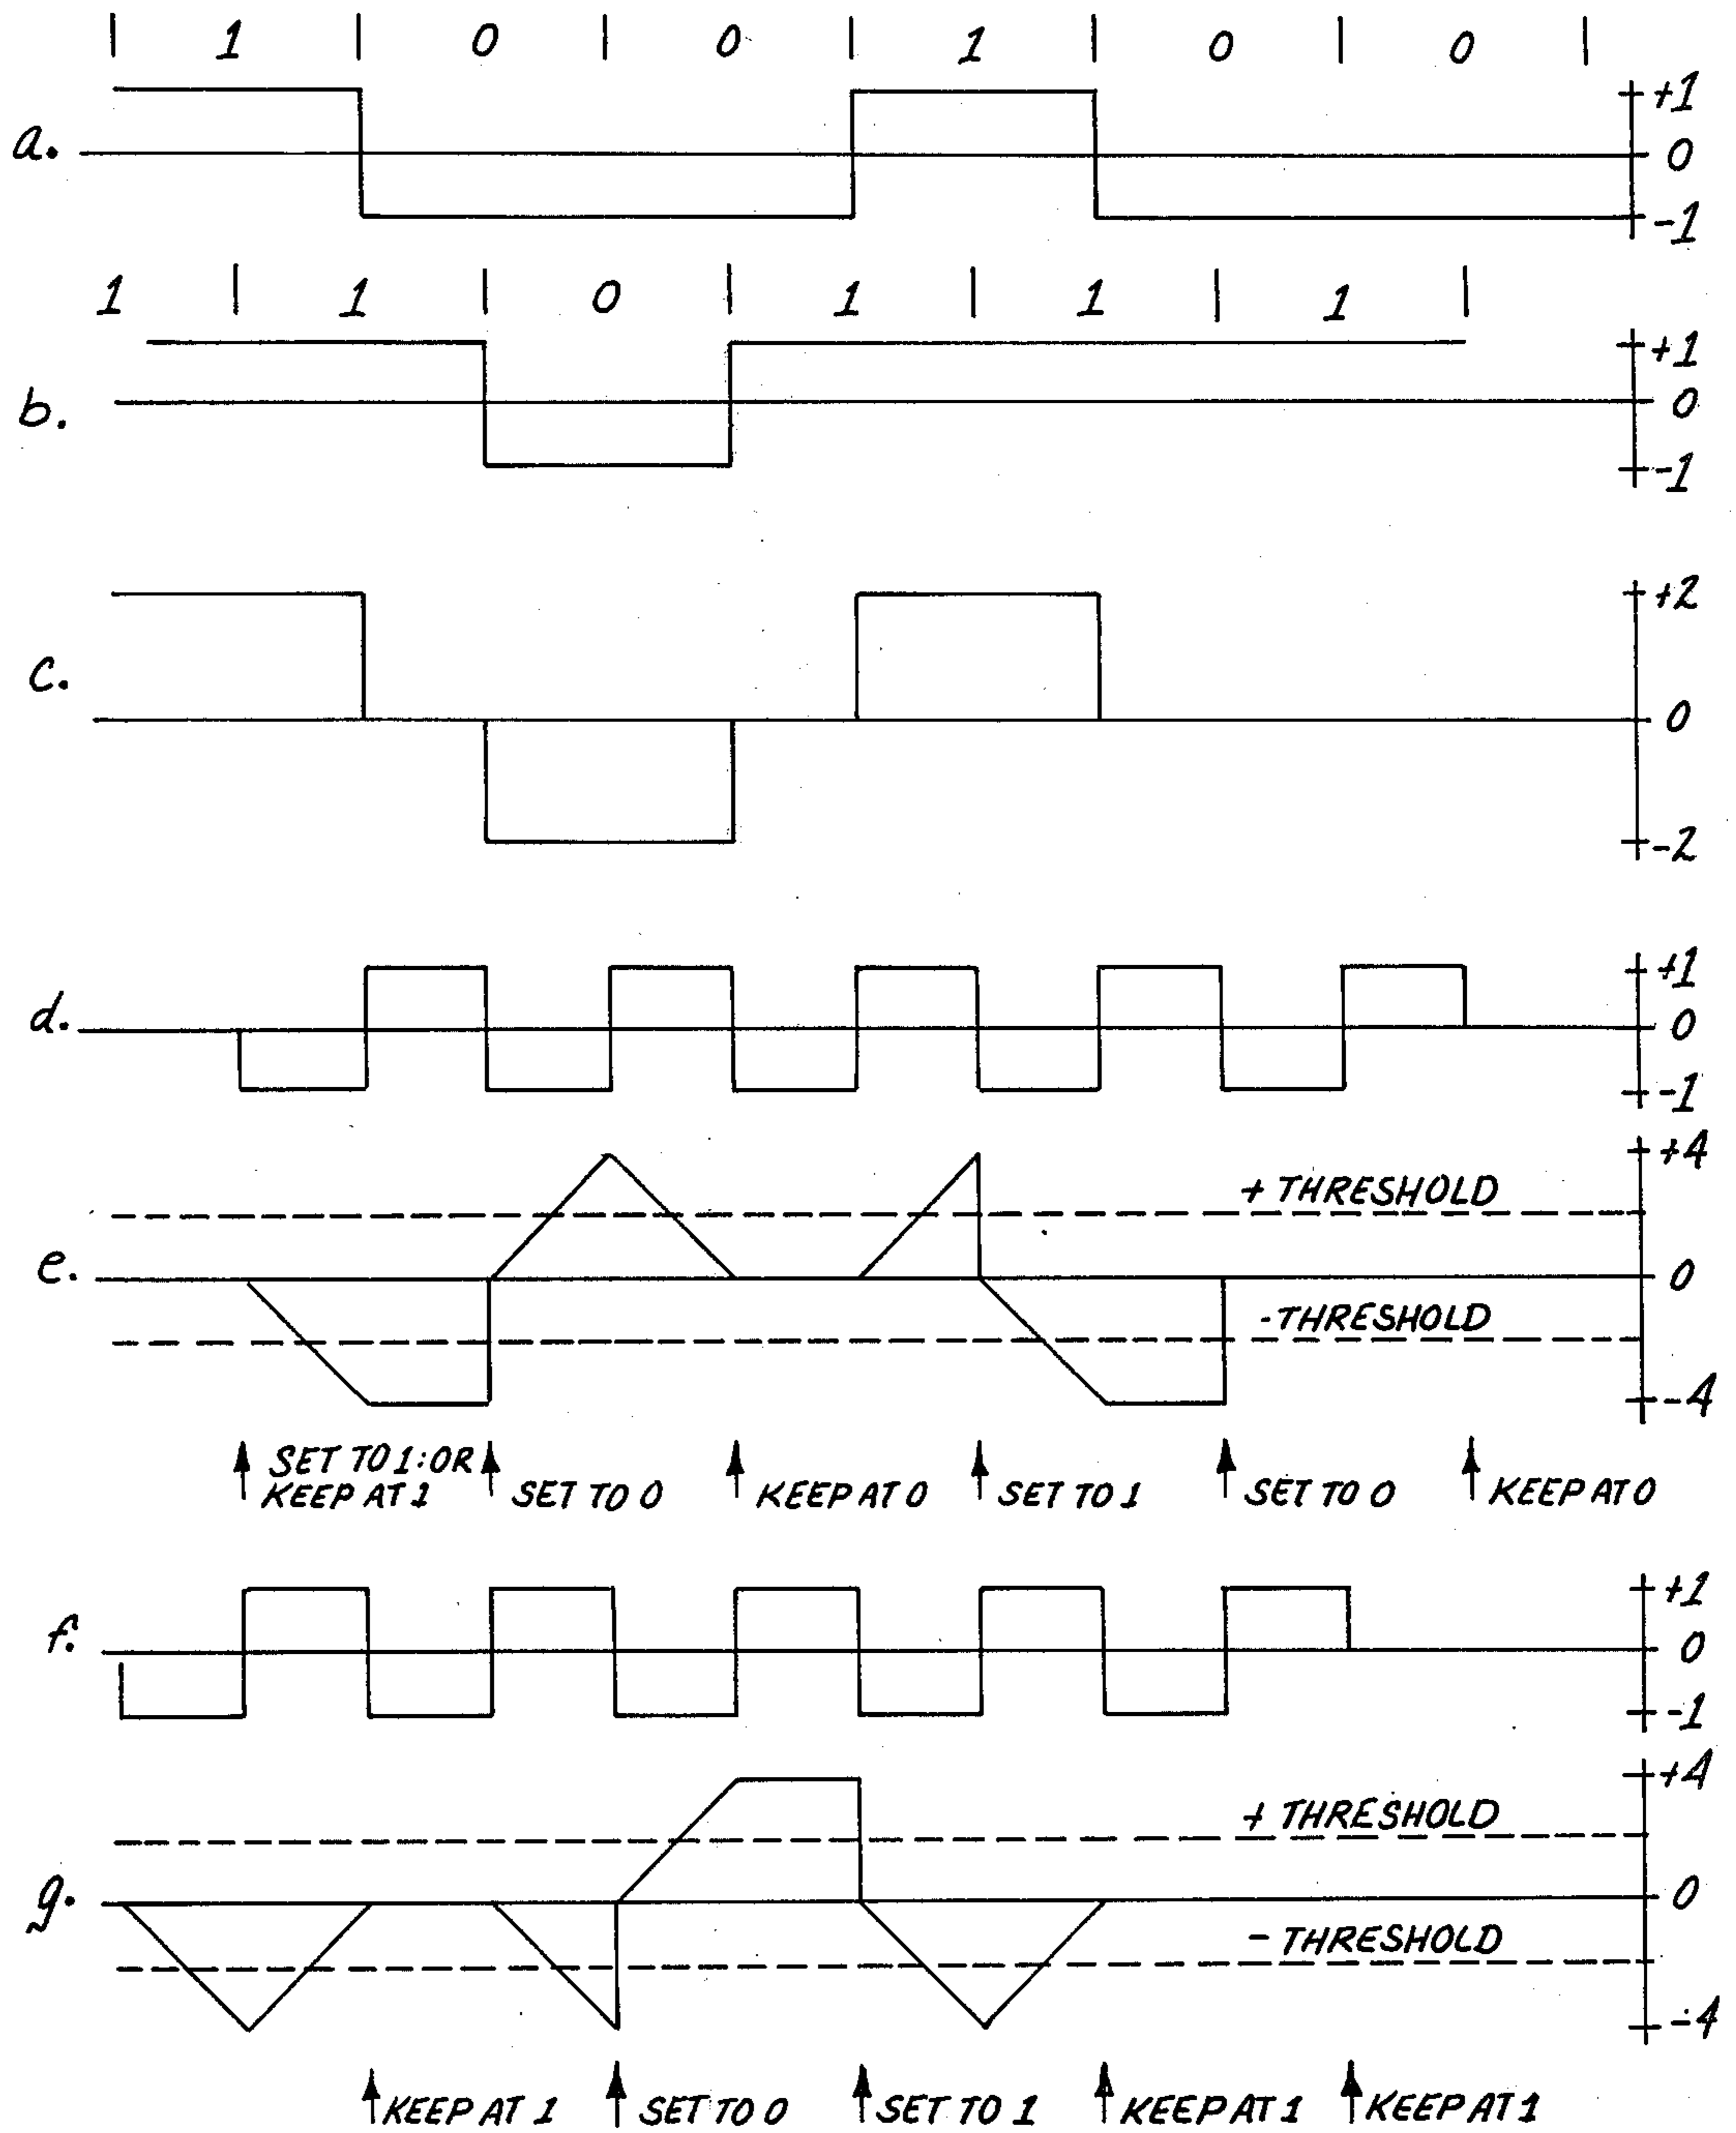 | 1 | 0 | 0 | 1 | 0 | 0 |
+1
a. 0
-1
1 | 1 | 0 | 1 | 1 | 1 |
+1
b. 0
-1
+2
c.
0
-2
+1
d. 0
-1
+4
+ THRESHOLD
e. 0
- THRESHOLD
-4
SET TO 1: OR
KEEP AT 1 SET TO 0 KEEP AT 0 SET TO 1 SET TO 0 KEEP AT 0
+1
f. 0
-1
+4
+ THRESHOLD
g. 0
- THRESHOLD
-4
KEEP AT 1 SET TO 0 SET TO 1 KEEP AT 1 KEEP AT 1